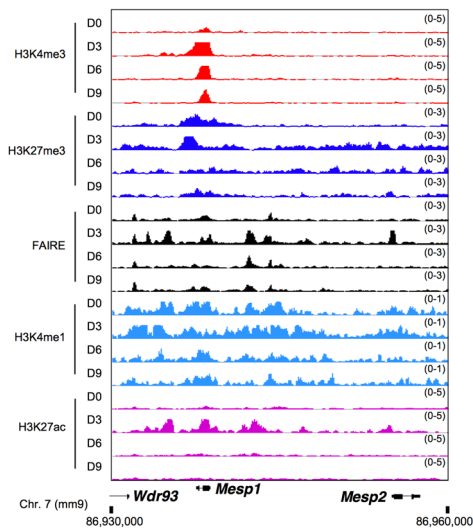 D0 (0-5)
H3K4me3 D3 (0-5)
D6 (0-5)
D9 (0-5)
D0 (0-3)
H3K27me3 D3 (0-3)
D6 (0-3)
D9 (0-3)
D0 (0-3)
FAIRE D3 (0-3)
D6 (0-3)
D9 (0-3)
D0 (0-1)
H3K4me1 D3 (0-1)
D6 (0-1)
D9 (0-1)
D0 (0-5)
H3K27ac D3 (0-5)
D6 (0-5)
D9 (0-5)
Chr. 7 (mm9) Wdr93 Mesp1 Mesp2
86,930,000 86,960,000